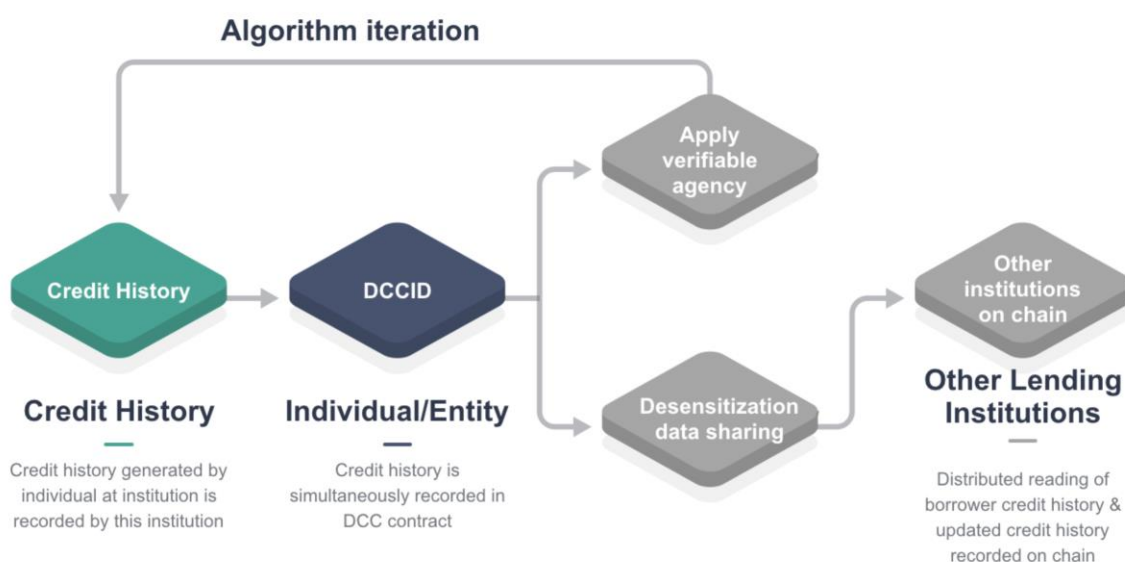 Algorithm iteration
Apply
verifiable
agency
Credit History
DCCID
Other
institutions
on chain
Desensitization
data sharing
Credit History
Credit history generated by
individual at institution is
recorded by this institution
Individual/Entity
Credit history is
simultaneously recorded in
DCC contract
Other Lending
Institutions
Distributed reading of
borrower credit history &
updated credit history
recorded on chain